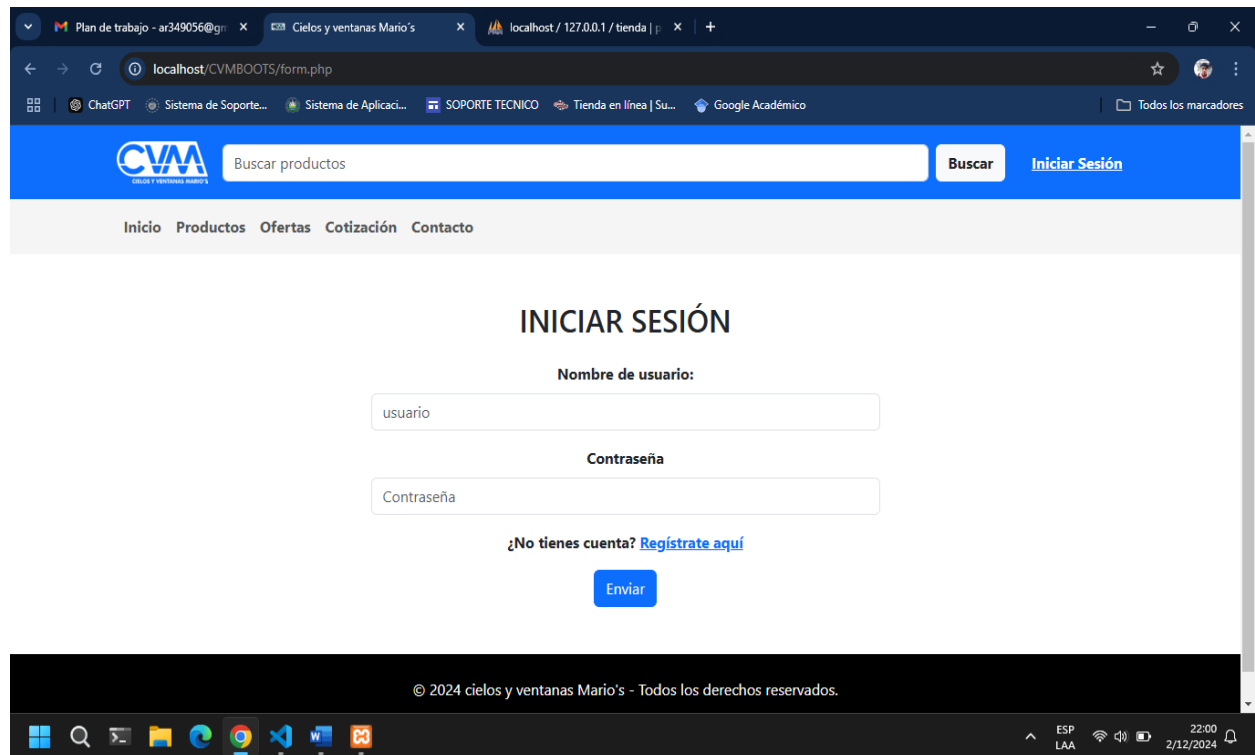 Plan de trabajo - ar349056@gm
Cielos y ventanas Mario´s
localhost / 127.0.0.1 / tienda | p
localhost/CVMBOOTS/form.php
ChatGPT
Sistema de Soporte...
Sistema de Aplicaci...
SOPORTE TECNICO
Tienda en línea | Su...
Google Académico
Todos los marcadores
CVM
CIELOS Y VENTANAS MARIO'S
Buscar productos
Buscar
Iniciar Sesión
Inicio Productos Ofertas Cotización Contacto
INICIAR SESIÓN
Nombre de usuario:
usuario
Contraseña
Contraseña
¿No tienes cuenta? Regístrate aquí
Enviar
© 2024 cielos y ventanas Mario's - Todos los derechos reservados.
ESP
LAA
22:00
2/12/2024